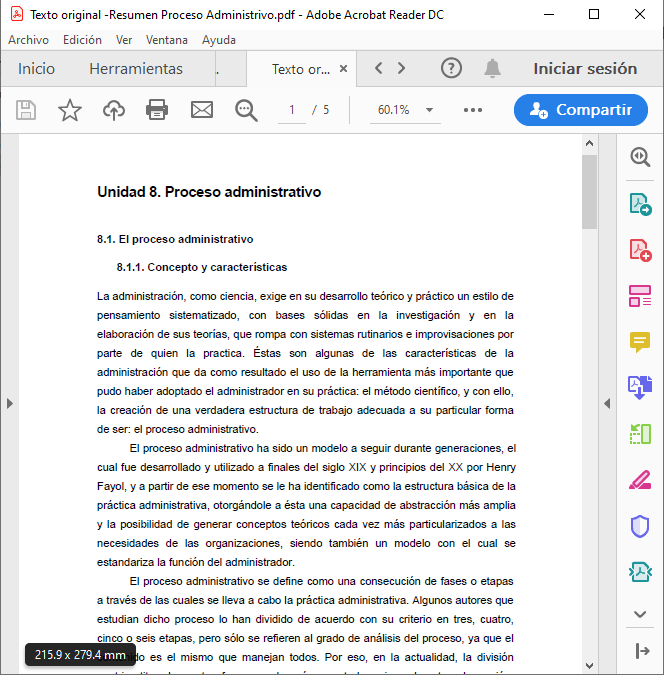 Texto original -Resumen Proceso Administrivo.pdf - Adobe Acrobat Reader DC
Archivo Edición Ver Ventana Ayuda
Inicio Herramientas . Texto or... × ? Iniciar sesión
1 / 5 60.1% Compartir
Unidad 8. Proceso administrativo
8.1. El proceso administrativo
8.1.1. Concepto y características
La administración, como ciencia, exige en su desarrollo teórico y práctico un estilo de
pensamiento sistematizado, con bases sólidas en la investigación y en la
elaboración de sus teorías, que rompa con sistemas rutinarios e improvisaciones por
parte de quien la practica. Éstas son algunas de las características de la
administración que da como resultado el uso de la herramienta más importante que
pudo haber adoptado el administrador en su práctica: el método científico, y con ello,
la creación de una verdadera estructura de trabajo adecuada a su particular forma
de ser: el proceso administrativo.
El proceso administrativo ha sido un modelo a seguir durante generaciones, el
cual fue desarrollado y utilizado a finales del siglo XIX y principios del XX por Henry
Fayol, y a partir de ese momento se le ha identificado como la estructura básica de la
práctica administrativa, otorgándole a ésta una capacidad de abstracción más amplia
y la posibilidad de generar conceptos teóricos cada vez más particularizados a las
necesidades de las organizaciones, siendo también un modelo con el cual se
estandariza la función del administrador.
El proceso administrativo se define como una consecución de fases o etapas
a través de las cuales se lleva a cabo la práctica administrativa. Algunos autores que
estudian dicho proceso lo han dividido de acuerdo con su criterio en tres, cuatro,
cinco o seis etapas, pero sólo se refieren al grado de análisis del proceso, ya que el
es el mismo que manejan todos. Por eso, en la actualidad, la división
215.9 x 279.4 mm